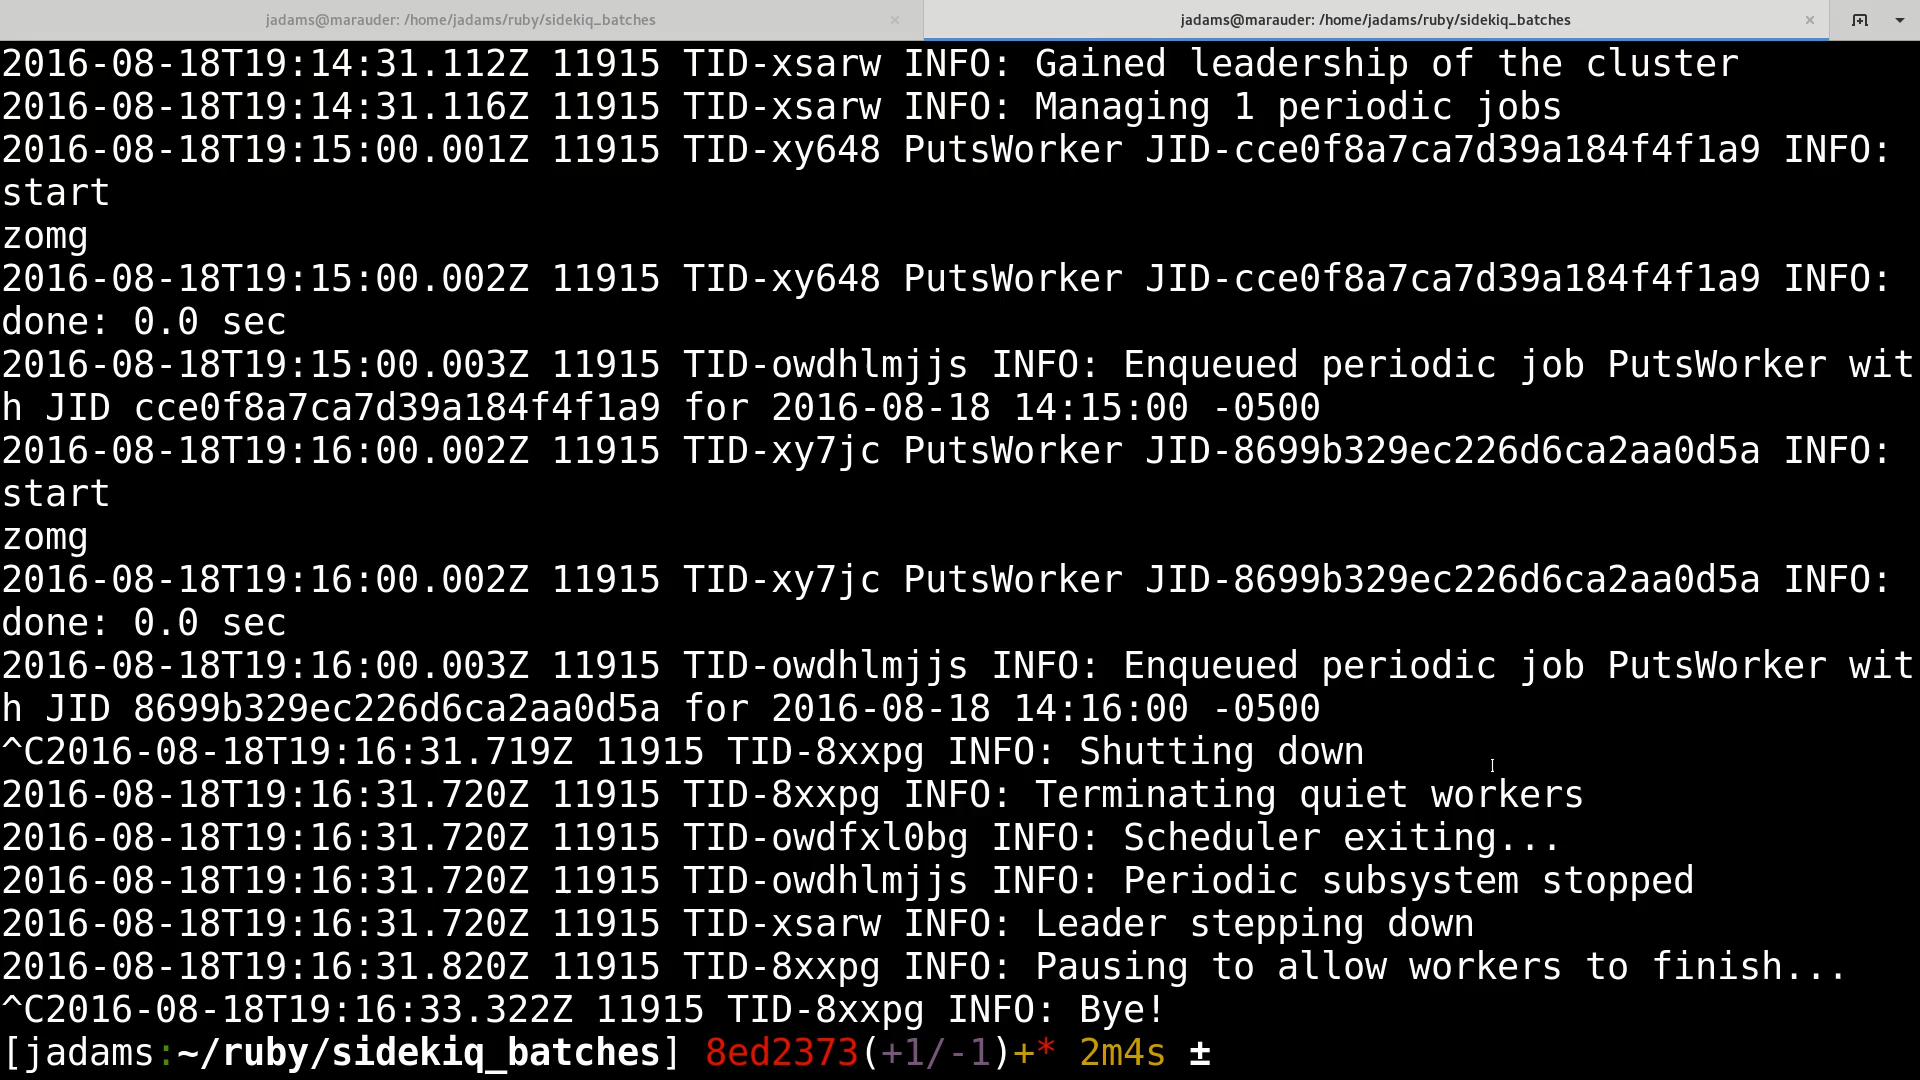 jadams@marauder: /home/jadams/ruby/sidekiq_batches × jadams@marauder: /home/jadams/ruby/sidekiq_batches ×
2016-08-18T19:14:31.112Z 11915 TID-xsarw INFO: Gained leadership of the cluster
2016-08-18T19:14:31.116Z 11915 TID-xsarw INFO: Managing 1 periodic jobs
2016-08-18T19:15:00.001Z 11915 TID-xy648 PutsWorker JID-cce0f8a7ca7d39a184f4f1a9 INFO:
start
zomg
2016-08-18T19:15:00.002Z 11915 TID-xy648 PutsWorker JID-cce0f8a7ca7d39a184f4f1a9 INFO:
done: 0.0 sec
2016-08-18T19:15:00.003Z 11915 TID-owdhlmjjs INFO: Enqueued periodic job PutsWorker wit
h JID cce0f8a7ca7d39a184f4f1a9 for 2016-08-18 14:15:00 -0500
2016-08-18T19:16:00.002Z 11915 TID-xy7jc PutsWorker JID-8699b329ec226d6ca2aa0d5a INFO:
start
zomg
2016-08-18T19:16:00.002Z 11915 TID-xy7jc PutsWorker JID-8699b329ec226d6ca2aa0d5a INFO:
done: 0.0 sec
2016-08-18T19:16:00.003Z 11915 TID-owdhlmjjs INFO: Enqueued periodic job PutsWorker wit
h JID 8699b329ec226d6ca2aa0d5a for 2016-08-18 14:16:00 -0500
^C2016-08-18T19:16:31.719Z 11915 TID-8xxpg INFO: Shutting down
2016-08-18T19:16:31.720Z 11915 TID-8xxpg INFO: Terminating quiet workers
2016-08-18T19:16:31.720Z 11915 TID-owdfxl0bg INFO: Scheduler exiting...
2016-08-18T19:16:31.720Z 11915 TID-owdhlmjjs INFO: Periodic subsystem stopped
2016-08-18T19:16:31.720Z 11915 TID-xsarw INFO: Leader stepping down
2016-08-18T19:16:31.820Z 11915 TID-8xxpg INFO: Pausing to allow workers to finish...
^C2016-08-18T19:16:33.322Z 11915 TID-8xxpg INFO: Bye!
[jadams:~/ruby/sidekiq_batches] 8ed2373(+1/-1)+* 2m4s ±